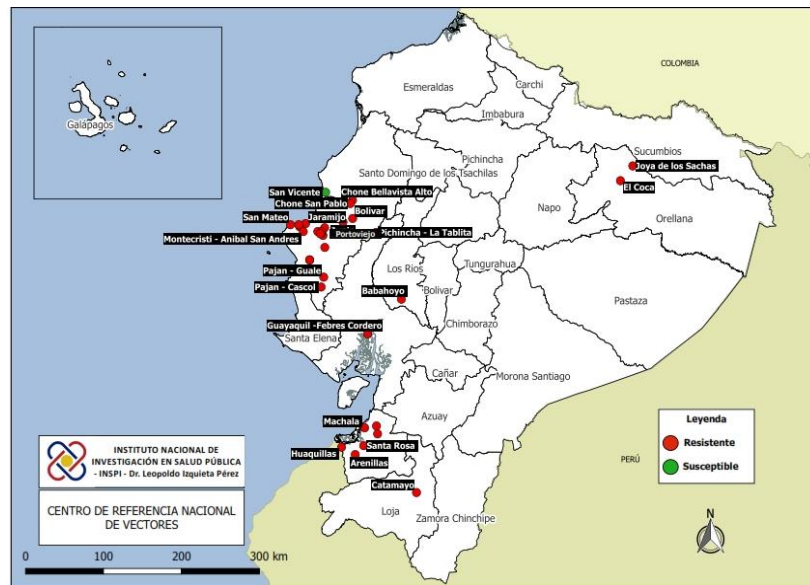 COLOMBIA
Esmeraldas
Carchi
Imbabura
Galápagos
Pichincha
Sucumbios
Santo Domingo de los Tsachilas
Joya de los Sachas
El Coca
San Vicente
Chone Bellavista Alto
Chone San Pablo
Napo
Orellana
San Mateo
Jaramijo
Bolivar
Montecristi - Anibal San Andres
Portoviejo
Pichincha - La Tablita
Pajan - Guale
Los Rios
Tungurahua
Pajan - Cascol
Babahoyo
Bolivar
Pastaza
Guayaquil -Febres Cordero
Chimborazo
Santa Elena
Cañar
Morona Santiago
Azuay
Machala
Santa Rosa
Huaquillas
Arenillas
Catamayo
Loja
Zamora Chinchipe
PERÚ
Leyenda
Resistente
Susceptible
N
INSTITUTO NACIONAL DE
INVESTIGACIÓN EN SALUD PÚBLICA
- INSPI - Dr. Leopoldo Izquieta Pérez
CENTRO DE REFERENCIA NACIONAL
DE VECTORES
0 100 200 300 km